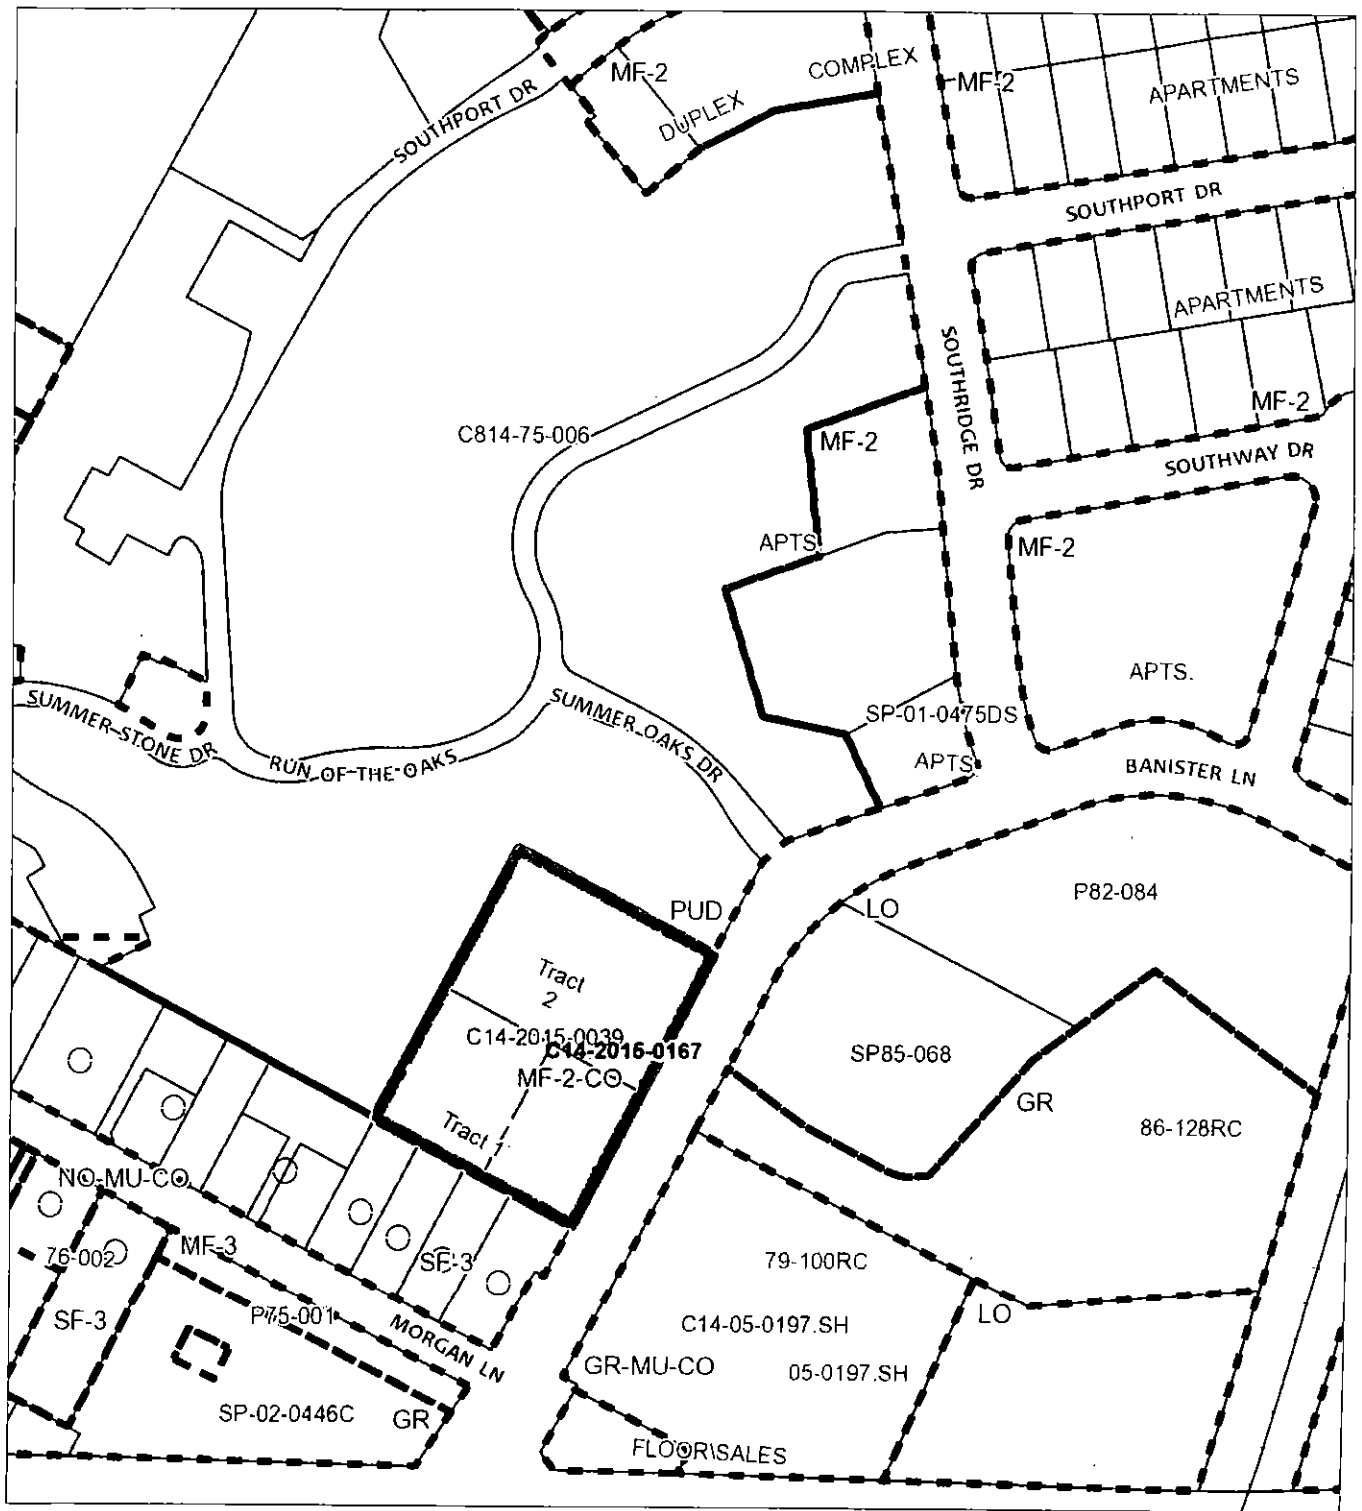 COMPLEX
MF-2
MF-2
APARTMENTS
DUPLEX
SOUTHPORT DR
SOUTHPORT DR
APARTMENTS
SOUTHRIDGE DR
MF-2
C814-75-006
MF-2
SOUTHWAY DR
APTS.
MF-2
APTS.
SUMMER STONE DR
RUN OF THE OAKS
SUMMER OAKS DR
SP-01-0475DS
APTS
BANISTER LN
P82-084
PUD
LO
Tract
2
C14-2015-0039
C14-2015-0167
MF-2-CO
SP85-068
GR
86-128RC
Tract 1
NO-MU-CO
MF-3
76-002
SF-3
79-100RC
SF-3
P75-001
MORGAN LN
C14-05-0197.SH
LO
GR-MU-CO
05-0197.SH
SP-02-0446C
GR
FLOOR\SALES